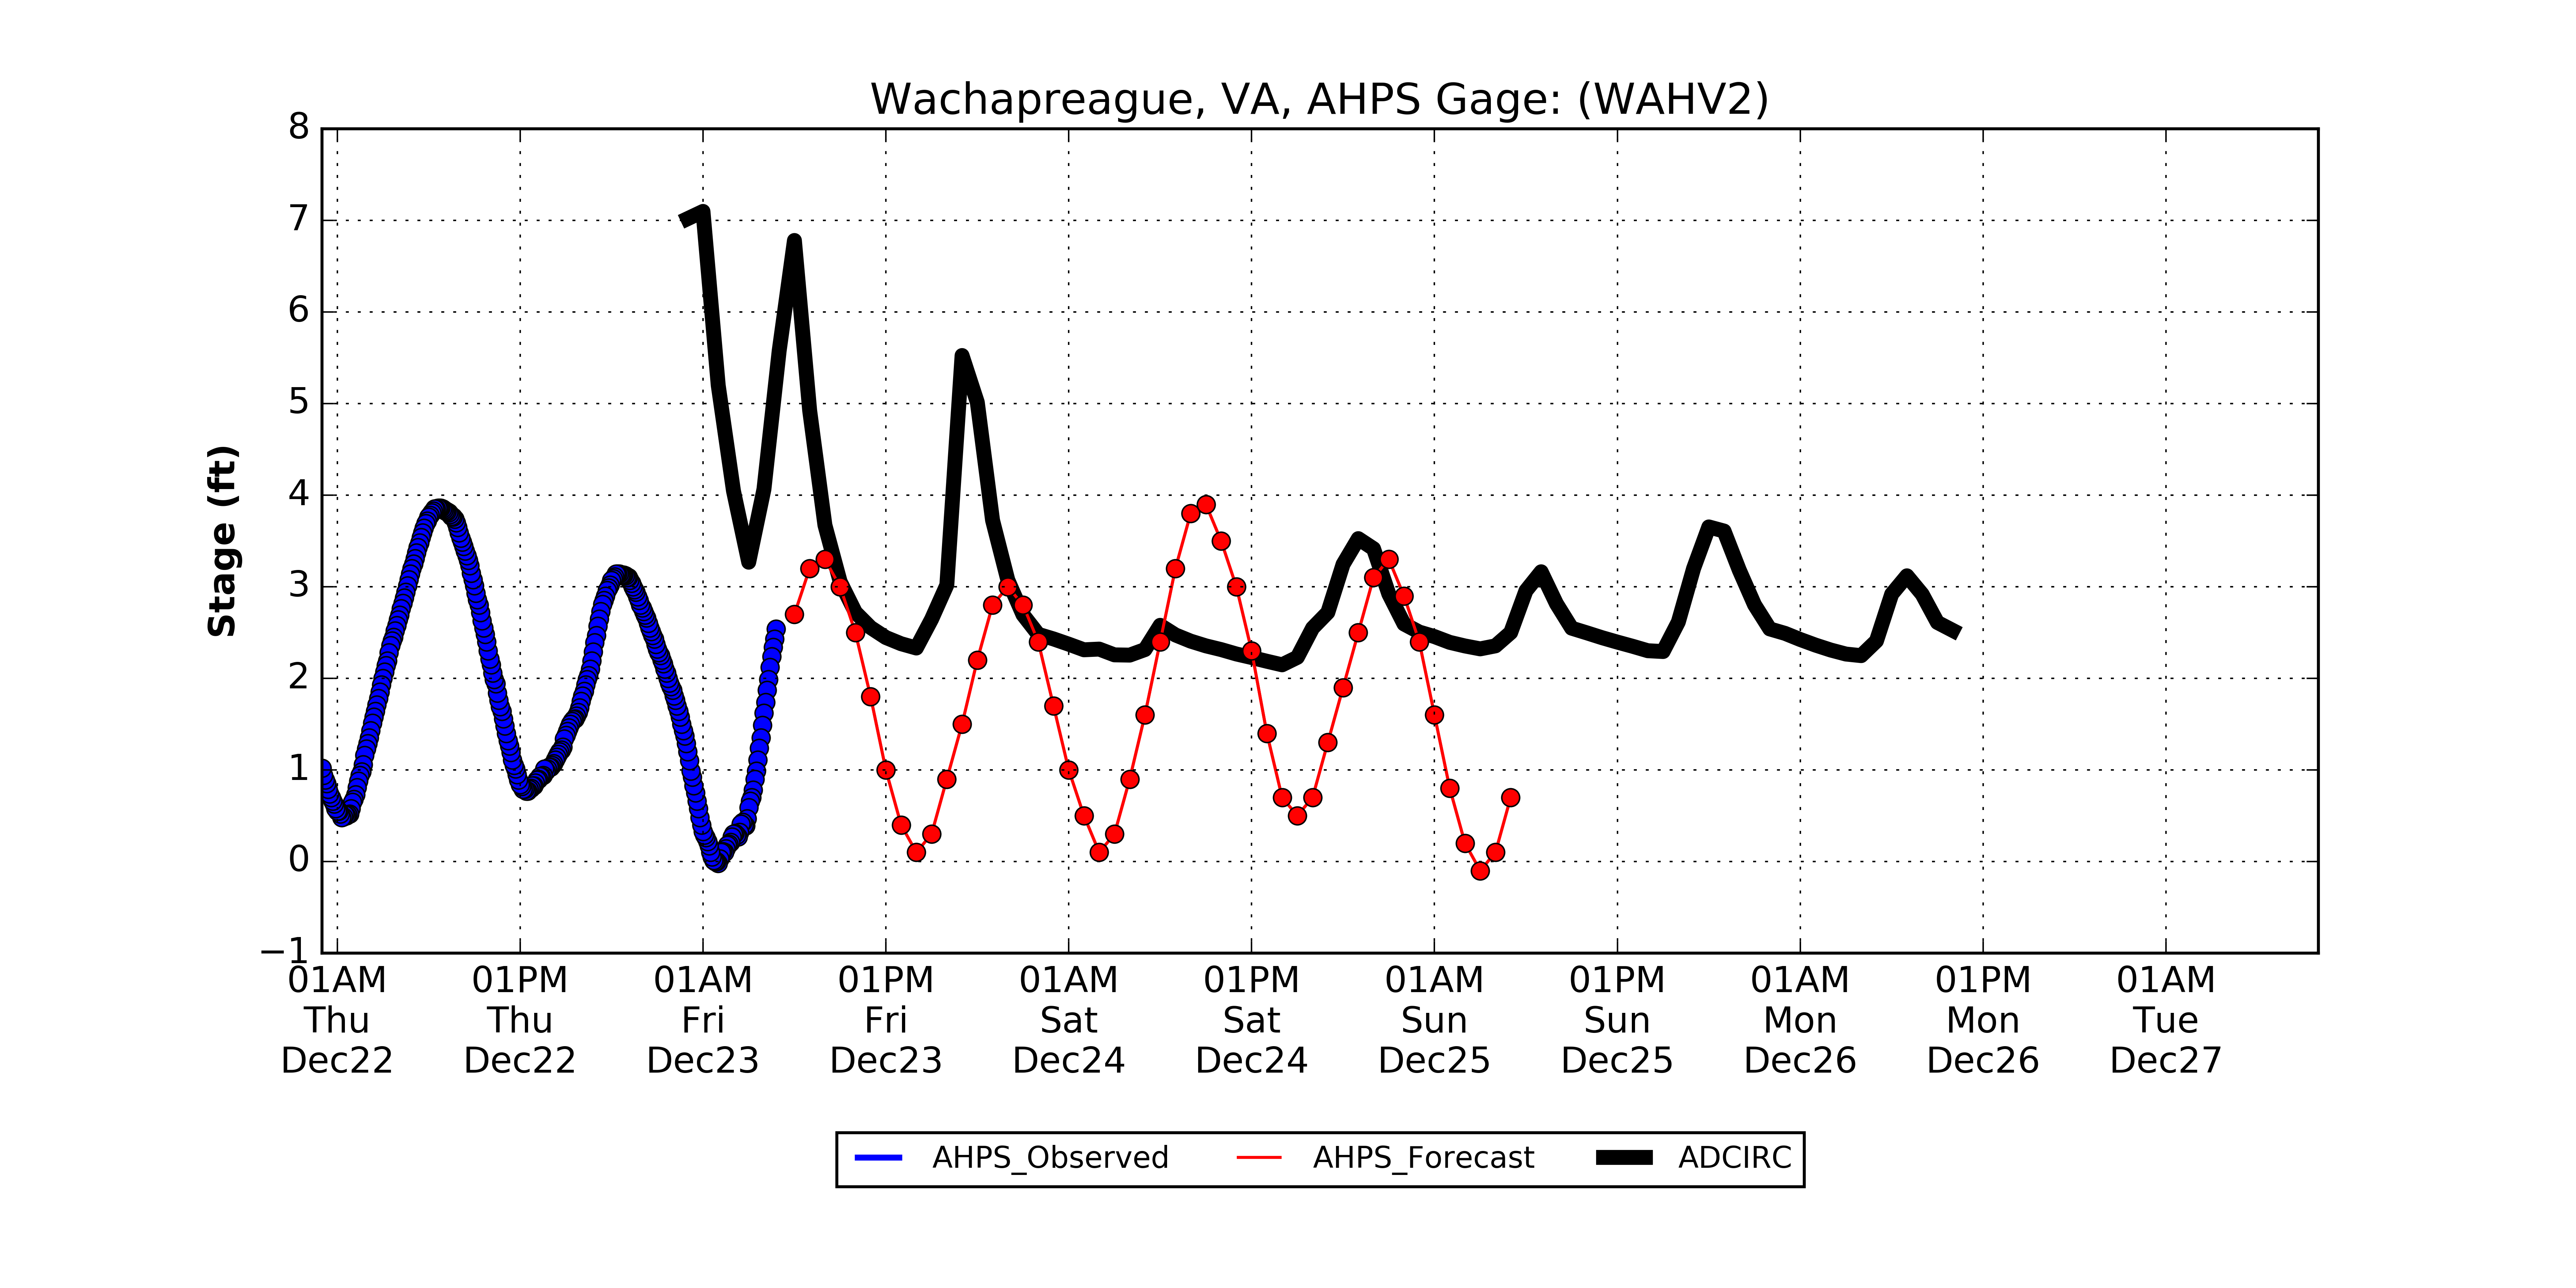 Wachapreague, VA, AHPS Gage: (WAHV2)
8
7
6
5
4
3
2
1
0
−1
Stage (ft)
01AM 01PM 01AM 01PM 01AM 01PM 01AM 01PM 01AM 01PM 01AM
Thu Thu Fri Fri Sat Sat Sun Sun Mon Mon Tue
Dec22 Dec22 Dec23 Dec23 Dec24 Dec24 Dec25 Dec25 Dec26 Dec26 Dec27
AHPS_Observed AHPS_Forecast ADCIRC